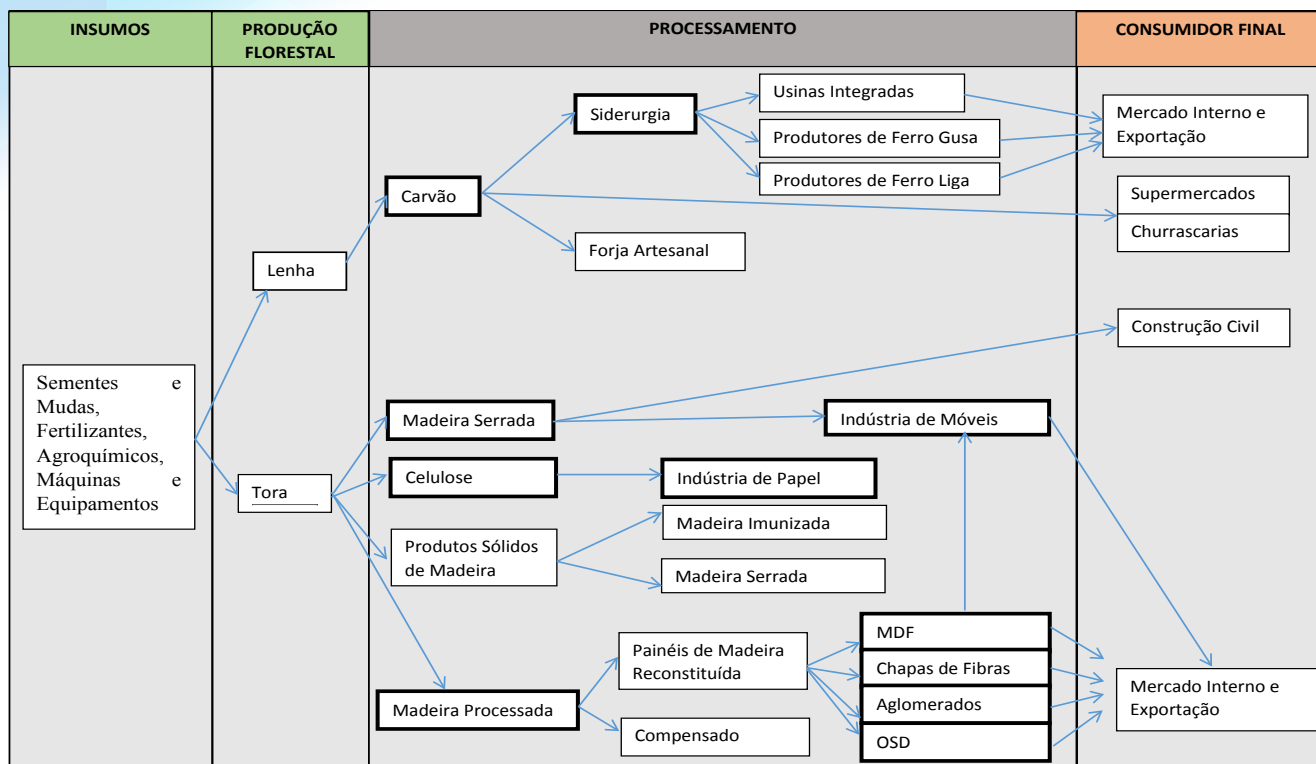 INSUMOS
PRODUÇÃO
FLORESTAL
PROCESSAMENTO
CONSUMIDOR FINAL
Sementes e
Mudas,
Fertilizantes,
Agroquímicos,
Máquinas e
Equipamentos
Lenha
Tora
Carvão
Siderurgia
Usinas Integradas
Produtores de Ferro Gusa
Produtores de Ferro Liga
Forja Artesanal
Mercado Interno e
Exportação
Supermercados
Churrascarias
Construção Civil
Madeira Serrada
Indústria de Móveis
Celulose
Indústria de Papel
Produtos Sólidos
de Madeira
Madeira Imunizada
Madeira Serrada
Madeira Processada
Painéis de Madeira
Reconstituída
Compensado
MDF
Chapas de Fibras
Aglomerados
OSD
Mercado Interno e
Exportação